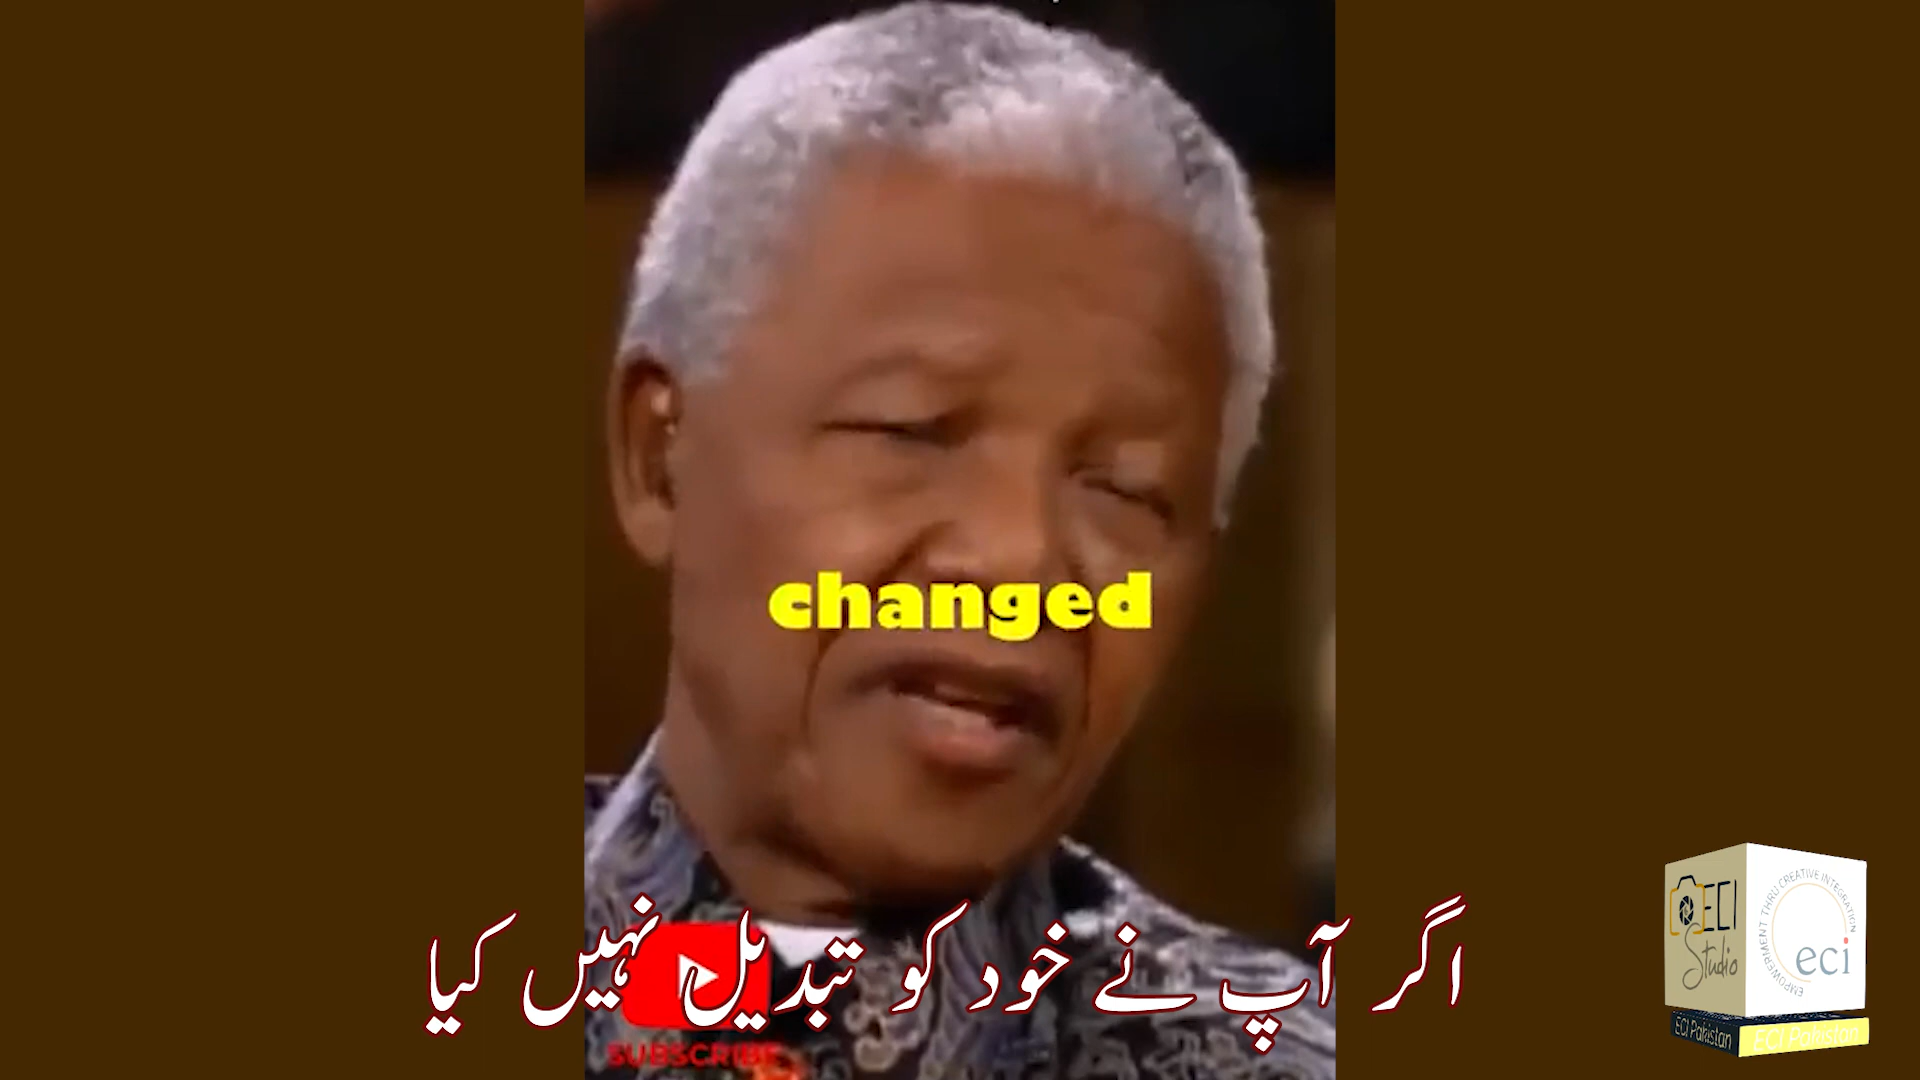 changed
اگر آپ نے خود کو تبدیل نہیں کیا
SUBSCRIBE
ECI
Studio
EMPOWERMENT THRU CREATIVE INTEGRATION
eci
ECI Pakistan
ECI Pakistan